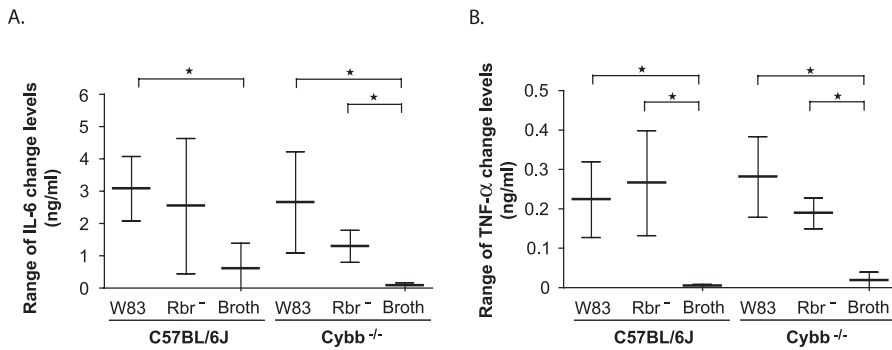 A.
Range of IL-6 change levels
(ng/ml)
6
5
4
3
2
1
0
★
★
★
W83 Rbr⁻ Broth W83 Rbr⁻ Broth
C57BL/6J Cybb -/-
B.
Range of TNF-α change levels
(ng/ml)
0.5
0.4
0.3
0.2
0.1
0
★
★
★
★
W83 Rbr⁻ Broth W83 Rbr⁻ Broth
C57BL/6J Cybb -/-